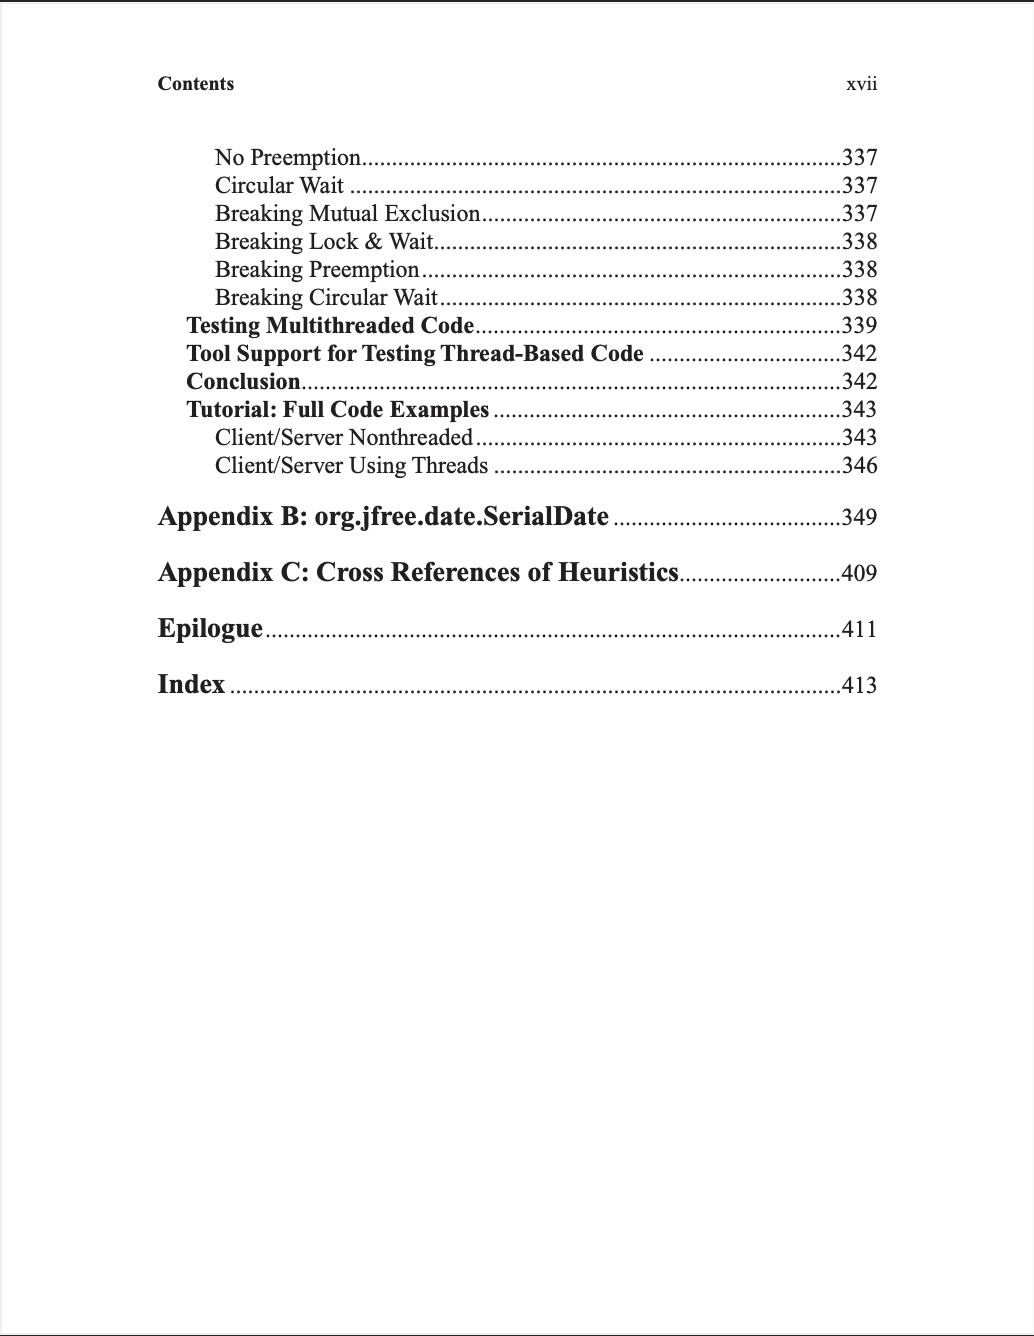 Contents xvii
No Preemption................................................................................337
Circular Wait ..................................................................................337
Breaking Mutual Exclusion............................................................337
Breaking Lock & Wait....................................................................338
Breaking Preemption......................................................................338
Breaking Circular Wait...................................................................338
Testing Multithreaded Code.............................................................339
Tool Support for Testing Thread-Based Code ................................342
Conclusion..........................................................................................342
Tutorial: Full Code Examples ..........................................................343
Client/Server Nonthreaded.............................................................343
Client/Server Using Threads ..........................................................346
Appendix B: org.jfree.date.SerialDate ......................................349
Appendix C: Cross References of Heuristics...........................409
Epilogue................................................................................................411
Index ......................................................................................................413